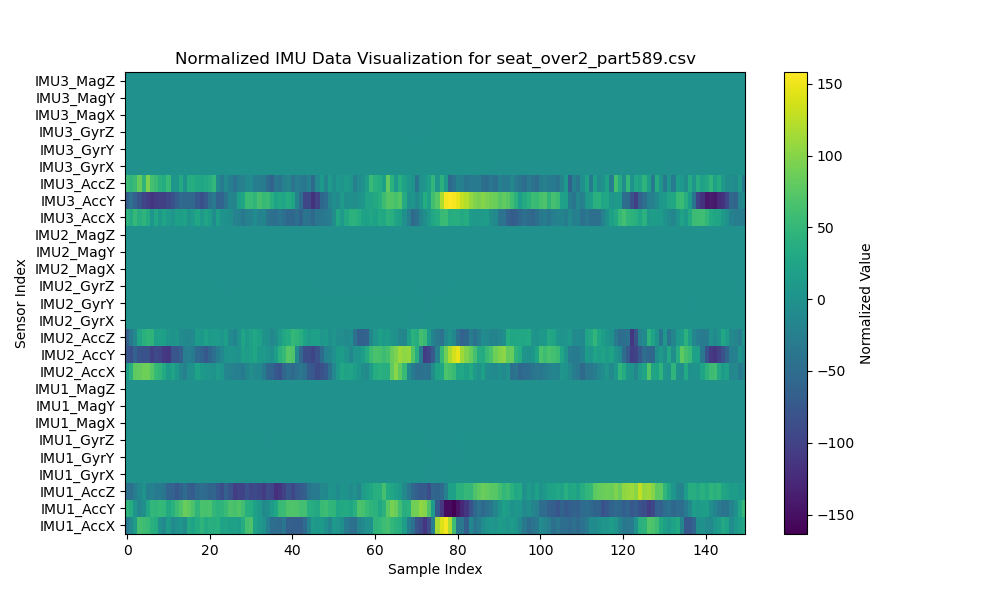 Normalized IMU Data Visualization for seat_over2_part589.csv
IMU3_MagZ
IMU3_MagY
IMU3_MagX
IMU3_GyrZ
IMU3_GyrY
IMU3_GyrX
IMU3_AccZ
IMU3_AccY
IMU3_AccX
IMU2_MagZ
IMU2_MagY
IMU2_MagX
IMU2_GyrZ
IMU2_GyrY
IMU2_GyrX
IMU2_AccZ
IMU2_AccY
IMU2_AccX
IMU1_MagZ
IMU1_MagY
IMU1_MagX
IMU1_GyrZ
IMU1_GyrY
IMU1_GyrX
IMU1_AccZ
IMU1_AccY
IMU1_AccX
Sensor Index
0 20 40 60 80 100 120 140
Sample Index
150
100
50
0
−50
−100
−150
Normalized Value